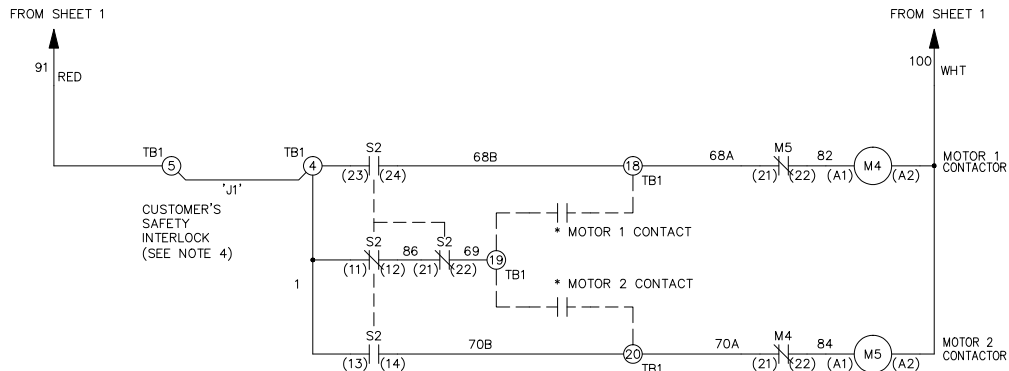 FROM SHEET 1
FROM SHEET 1
91
RED
100
WHT
TB1
5
TB1
4
S2
68B
18
68A
M5
82
M4
MOTOR 1
CONTACTOR
(23) (24)
TB1
(21) (22)
(A1)
(A2)
'J1'
CUSTOMER'S
SAFETY
INTERLOCK
(SEE NOTE 4)
* MOTOR 1 CONTACT
S2
86
S2
69
19
(11) (12)
(21) (22)
TB1
1
* MOTOR 2 CONTACT
S2
70B
20
70A
M4
84
M5
MOTOR 2
CONTACTOR
(13) (14)
TB1
(21) (22)
(A1)
(A2)